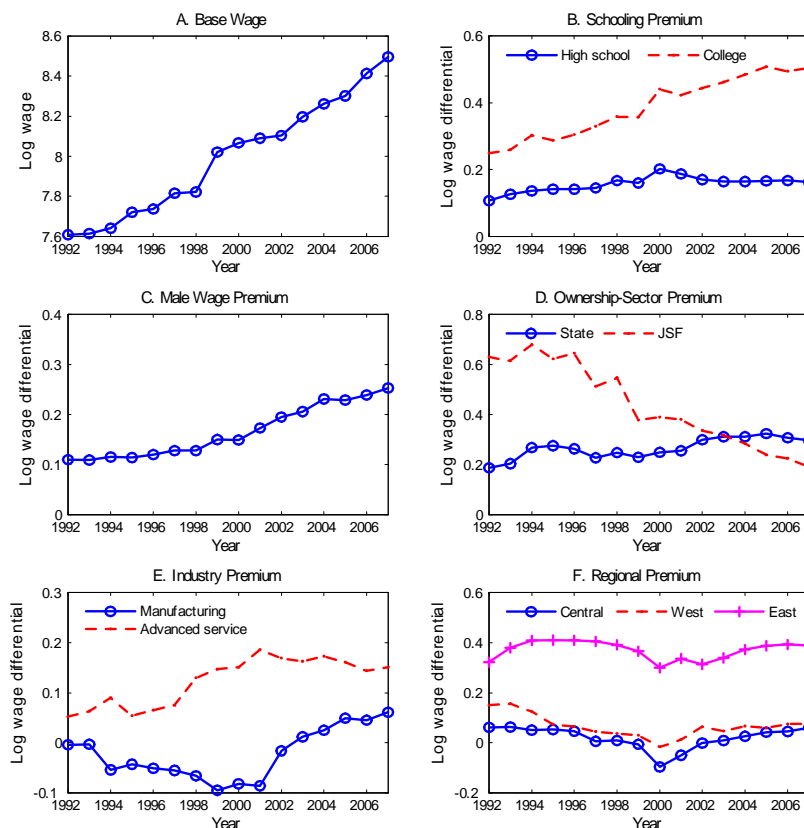 A. Base Wage
8.6
8.4
8.2
8
7.8
7.6
Log wage
1992 1994 1996 1998 2000 2002 2004 2006
Year
B. Schooling Premium
High school College
0.6
0.4
0.2
0
Log wage differential
1992 1994 1996 1998 2000 2002 2004 2006
Year
C. Male Wage Premium
0.4
0.3
0.2
0.1
0
Log wage differential
1992 1994 1996 1998 2000 2002 2004 2006
Year
D. Ownership-Sector Premium
State JSF
0.8
0.6
0.4
0.2
0
Log wage differential
1992 1994 1996 1998 2000 2002 2004 2006
Year
E. Industry Premium
Manufacturing
Advanced service
0.3
0.2
0.1
0
-0.1
Log wage differential
1992 1994 1996 1998 2000 2002 2004 2006
Year
F. Regional Premium
Central West East
0.6
0.4
0.2
0
-0.2
Log wage differential
1992 1994 1996 1998 2000 2002 2004 2006
Year